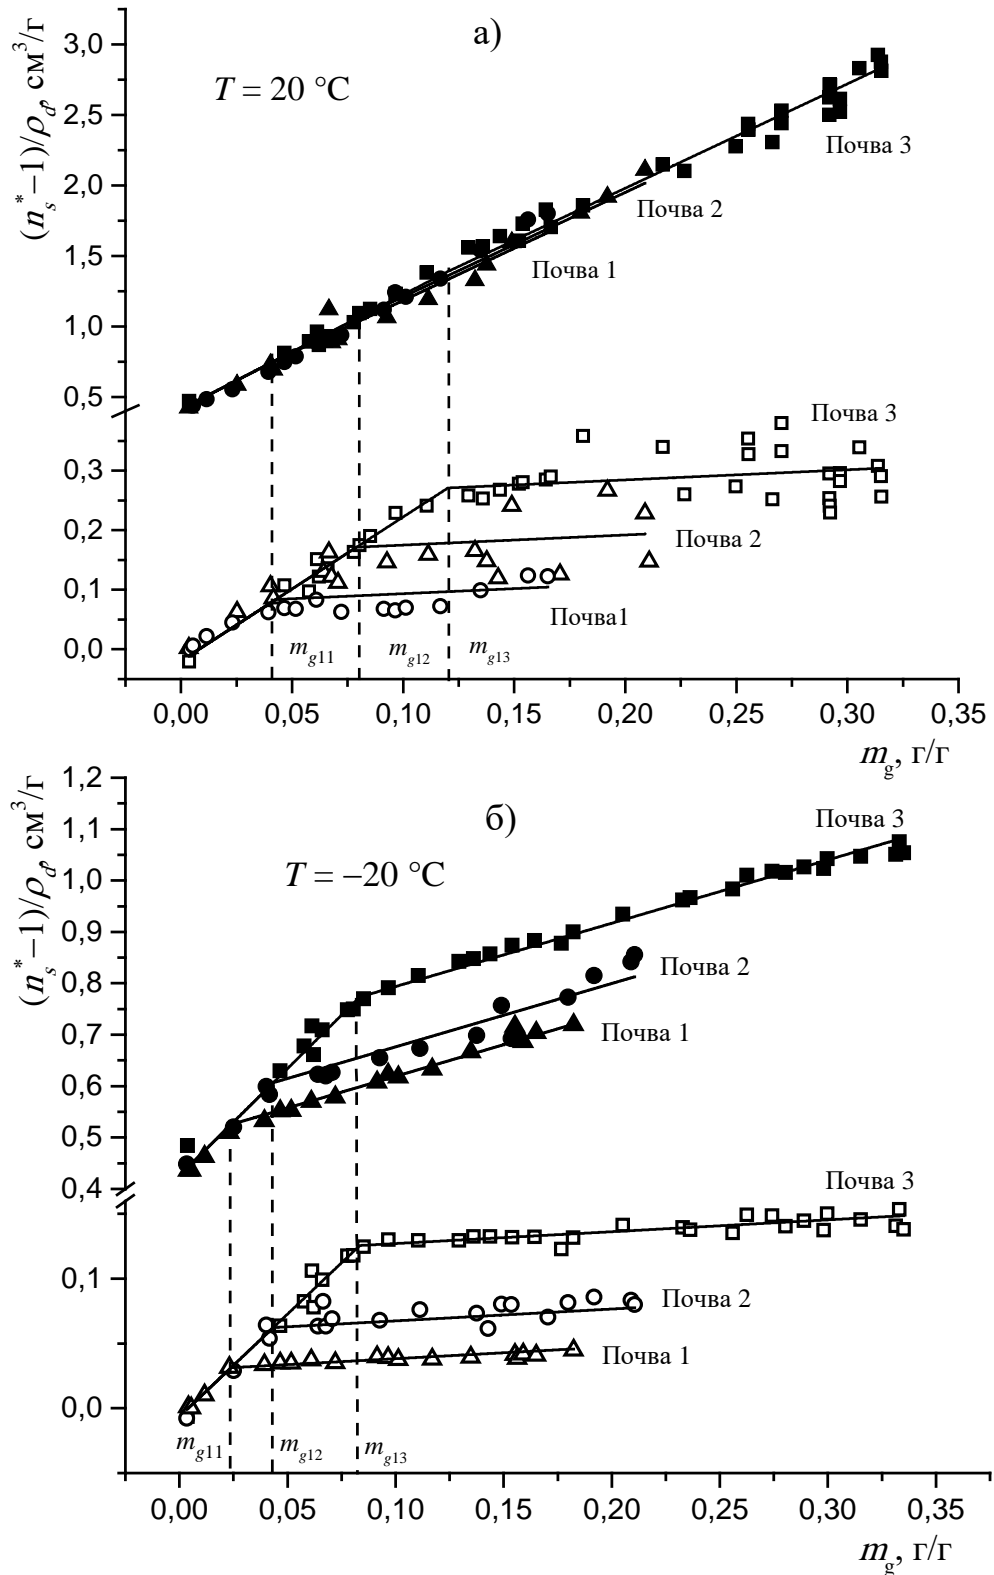 а)
(n_s*−1)/ρ_d, см³/г
T = 20 °C
3,0
2,5
2,0
1,5
1,0
0,5
0,3
0,2
0,1
0,0
Почва 3
Почва 2
Почва 1
Почва 3
Почва 2
Почва1
m_g11
m_g12
m_g13
0,00 0,05 0,10 0,15 0,20 0,25 0,30 0,35
m_g, г/г
б)
(n_s*−1)/ρ_d, см³/г
T = −20 °C
1,2
1,1
1,0
0,9
0,8
0,7
0,6
0,5
0,4
0,1
0,0
Почва 3
Почва 2
Почва 1
Почва 3
Почва 2
Почва 1
m_g11
m_g12
m_g13
0,00 0,05 0,10 0,15 0,20 0,25 0,30 0,35
m_g, г/г